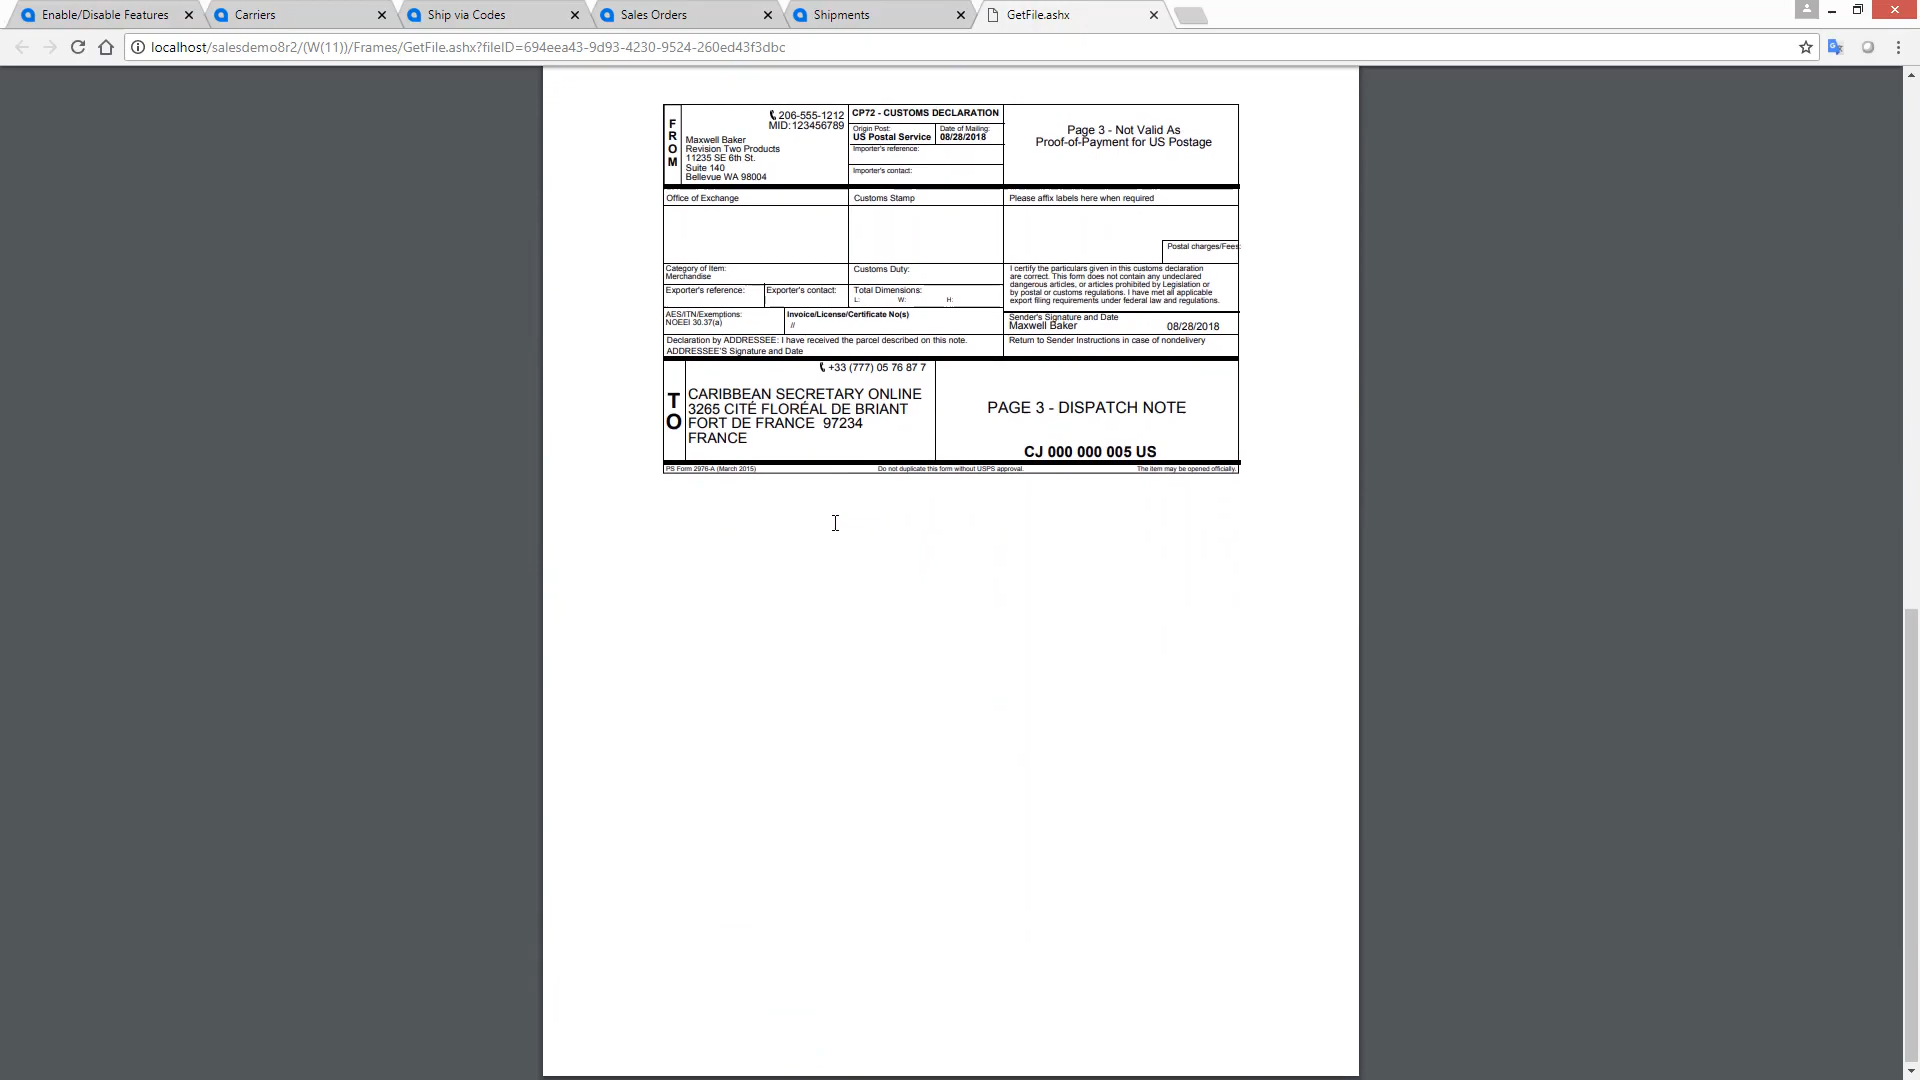 Enable/Disable Features
Carriers
Ship via Codes
Sales Orders
Shipments
GetFile.ashx
localhost/salesdemo8r2/(W(11))/Frames/GetFile.ashx?fileID=694eea43-9d93-4230-9524-260ed43f3dbc
FROM
206-555-1212
MID:123456789
Maxwell Baker
Revision Two Products
11235 SE 6th St.
Suite 140
Bellevue WA 98004
CP72 - CUSTOMS DECLARATION
Origin Post:
US Postal Service
Date of Mailing:
08/28/2018
Importer's reference:
Importer's contact:
Page 3 - Not Valid As
Proof-of-Payment for US Postage
Office of Exchange
Customs Stamp
Please affix labels here when required
Postal charges/Fees:
Category of Item:
Merchandise
Customs Duty:
I certify the particulars given in this customs declaration
are correct. This form does not contain any undeclared
dangerous articles, or articles prohibited by Legislation or
by postal or customs regulations. I have met all applicable
export filing requirements under federal law and regulations.
Exporter's reference:
Exporter's contact:
Total Dimensions:
L: W: H:
AES/ITN/Exemptions:
NOEEI 30.37(a)
Invoice/License/Certificate No(s)
//
Sender's Signature and Date
Maxwell Baker 08/28/2018
Declaration by ADDRESSEE: I have received the parcel described on this note.
ADDRESSEE'S Signature and Date
Return to Sender Instructions in case of nondelivery
TO
+33 (777) 05 76 87 7
CARIBBEAN SECRETARY ONLINE
3265 CITÉ FLORÉAL DE BRIANT
FORT DE FRANCE 97234
FRANCE
PAGE 3 - DISPATCH NOTE
CJ 000 000 005 US
PS Form 2976-A (March 2015)
Do not duplicate this form without USPS approval.
The item may be opened officially.